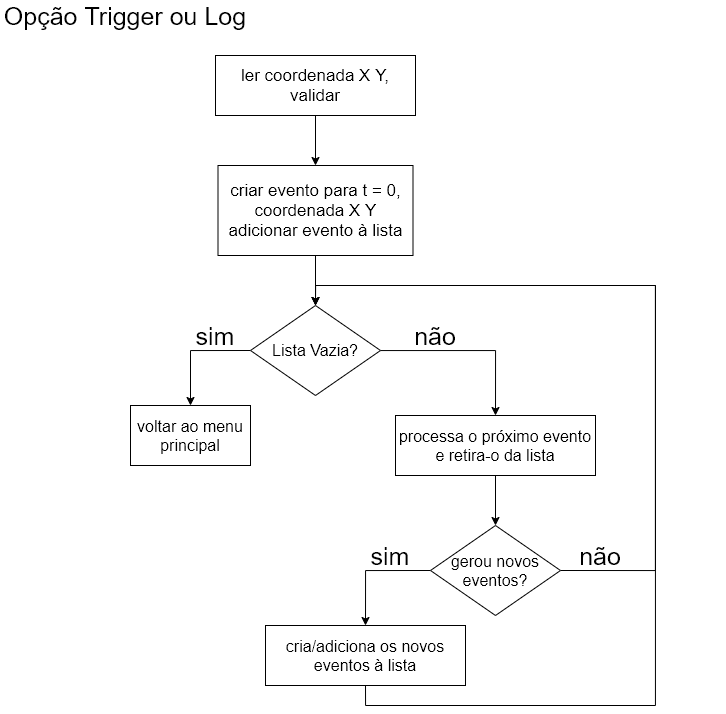 Opção Trigger ou Log
ler coordenada X Y,
validar
criar evento para t = 0,
coordenada X Y
adicionar evento à lista
sim
Lista Vazia?
não
voltar ao menu
principal
processa o próximo evento
e retira-o da lista
sim
gerou novos
eventos?
não
cria/adiciona os novos
eventos à lista